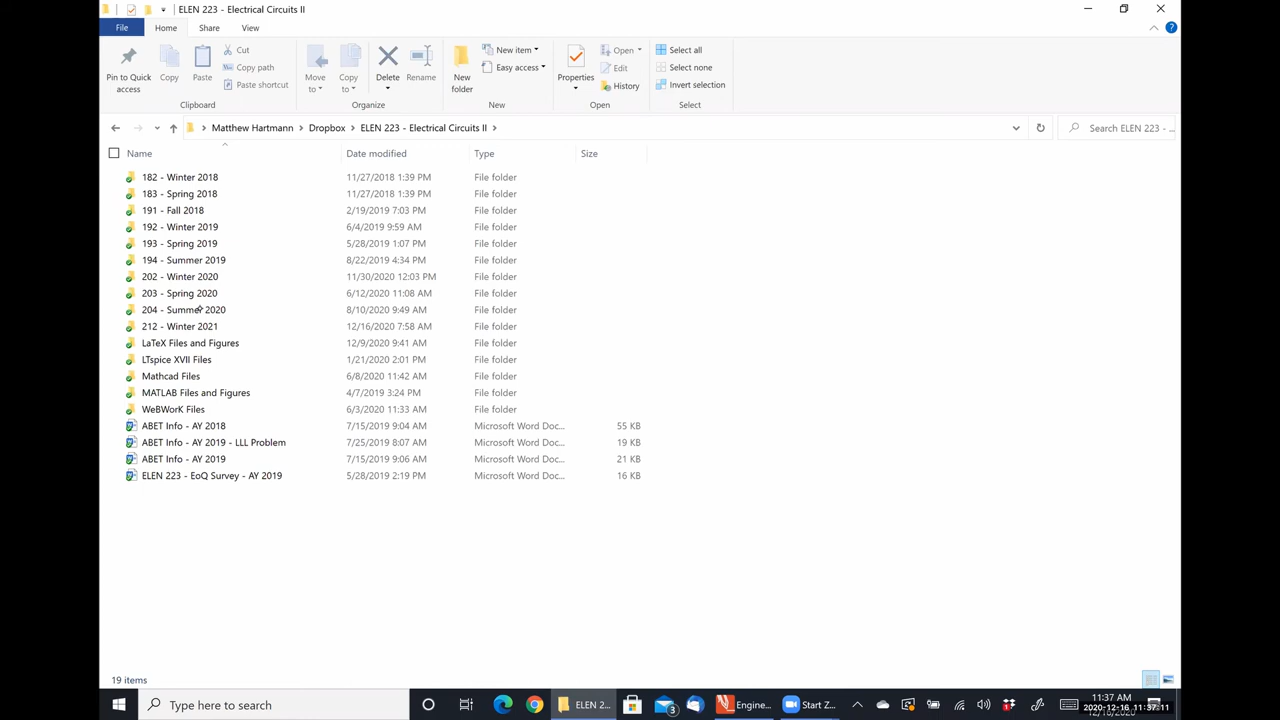 ELEN 223 - Electrical Circuits II
File Home Share View
Pin to Quick access
Copy
Paste
Cut
Copy path
Paste shortcut
Clipboard
Move to
Copy to
Delete
Rename
Organize
New folder
New item
Easy access
New
Properties
Open
Edit
History
Open
Select all
Select none
Invert selection
Select
Matthew Hartmann > Dropbox > ELEN 223 - Electrical Circuits II >
Search ELEN 223 - ...
Name Date modified Type Size
182 - Winter 2018 11/27/2018 1:39 PM File folder
183 - Spring 2018 11/27/2018 1:39 PM File folder
191 - Fall 2018 2/19/2019 7:03 PM File folder
192 - Winter 2019 6/4/2019 9:59 AM File folder
193 - Spring 2019 5/28/2019 1:07 PM File folder
194 - Summer 2019 8/22/2019 4:34 PM File folder
202 - Winter 2020 11/30/2020 12:03 PM File folder
203 - Spring 2020 6/12/2020 11:08 AM File folder
204 - Summer 2020 8/10/2020 9:49 AM File folder
212 - Winter 2021 12/16/2020 7:58 AM File folder
LaTeX Files and Figures 12/9/2020 9:41 AM File folder
LTspice XVII Files 1/21/2020 2:01 PM File folder
Mathcad Files 6/8/2020 11:42 AM File folder
MATLAB Files and Figures 4/7/2019 3:24 PM File folder
WeBWorK Files 6/3/2020 11:33 AM File folder
ABET Info - AY 2018 7/15/2019 9:04 AM Microsoft Word Doc... 55 KB
ABET Info - AY 2019 - LLL Problem 7/25/2019 8:07 AM Microsoft Word Doc... 19 KB
ABET Info - AY 2019 7/15/2019 9:06 AM Microsoft Word Doc... 21 KB
ELEN 223 - EoQ Survey - AY 2019 5/28/2019 2:19 PM Microsoft Word Doc... 16 KB
19 items
Type here to search
ELEN 2...
3
Engine...
Start Z...
11:37 AM
2020-12-16 11:37:11